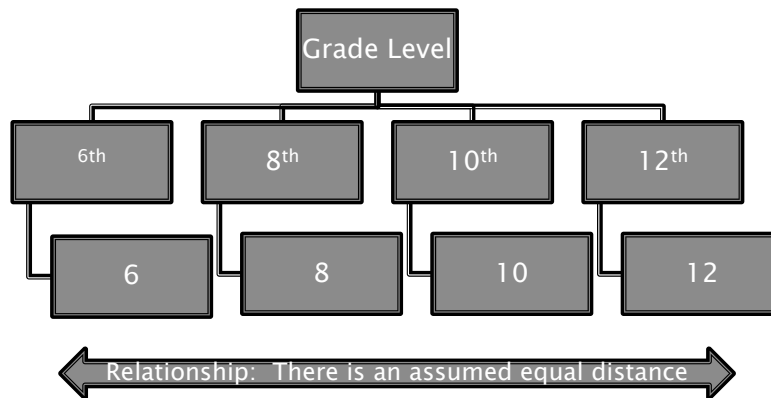 Grade Level
6th
8th
10th
12th
6
8
10
12
Relationship:  There is an assumed equal distance